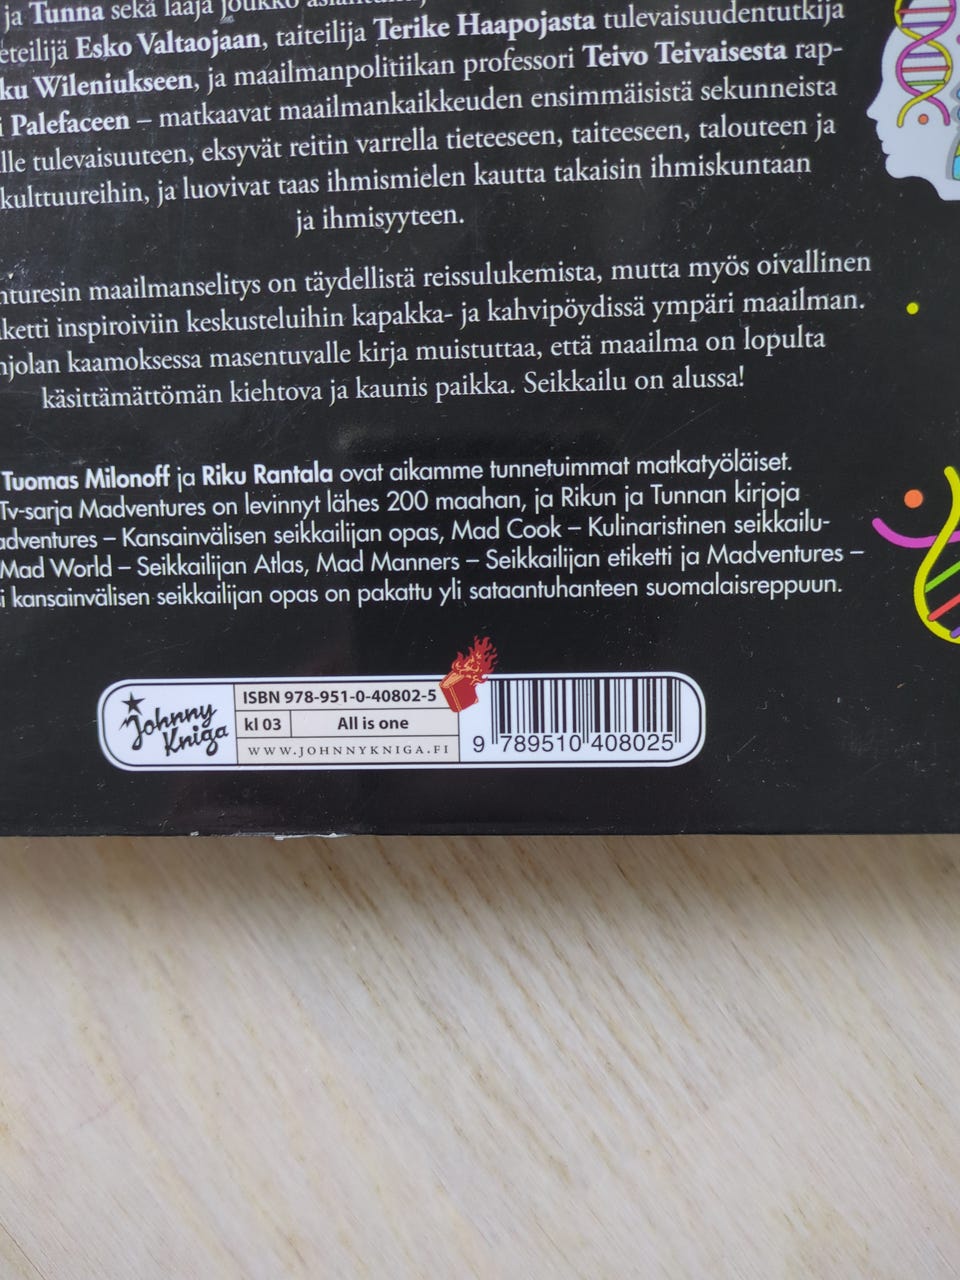 ja Tunna sekä laaja joukko
Esko Valtaojaan, taiteilija Terike Haapojasta tulevaisuudentutkija
ku Wileniukseen, ja maailmanpolitiikan professori Teivo Teivaisesta rap-
i Palefaceen – matkaavat maailmankaikkeuden ensimmäisistä sekunneista
lle tulevaisuuteen, eksyvät reitin varrella tieteeseen, taiteeseen, talouteen ja
kulttuureihin, ja luovivat taas ihmismielen kautta takaisin ihmiskuntaan
ja ihmisyyteen.
nturesin maailmanselitys on täydellistä reissulukemista, mutta myös oivallinen
ketti inspiroiviin keskusteluihin kapakka- ja kahvipöydissä ympäri maailman.
njolan kaamoksessa masentuvalle kirja muistuttaa, että maailma on lopulta
käsittämättömän kiehtova ja kaunis paikka. Seikkailu on alussa!
Tuomas Milonoff ja Riku Rantala ovat aikamme tunnetuimmat matkatyöläiset.
Tv-sarja Madventures on levinnyt lähes 200 maahan, ja Rikun ja Tunnan kirjoja
adventures – Kansainvälisen seikkailijan opas, Mad Cook – Kulinaristinen seikkailu-
Mad World – Seikkailijan Atlas, Mad Manners – Seikkailijan etiketti ja Madventures –
i kansainvälisen seikkailijan opas on pakattu yli sataantuhanteen suomalaisreppuun.
Johnny
Kniga
ISBN 978-951-0-40802-5
kl 03 All is one
WWW.JOHNNYKNIGA.FI
9 789510 408025